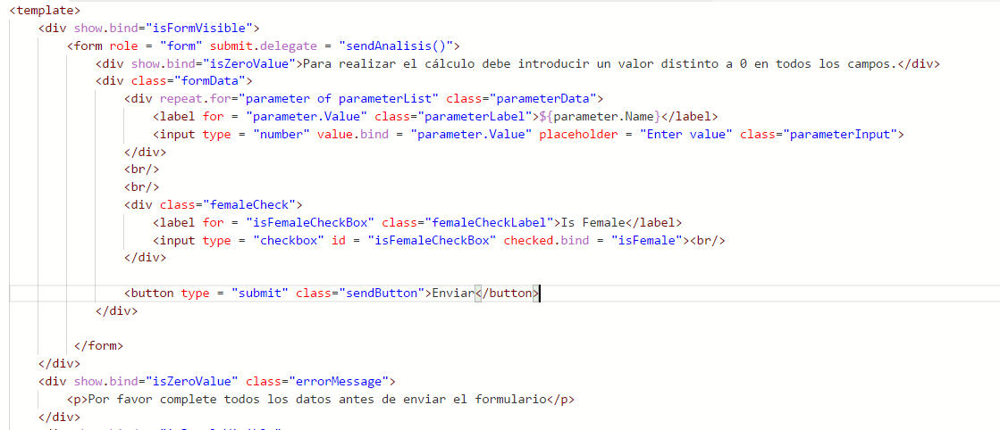 <template>
<div show.bind="isFormVisible">
<form role = "form" submit.delegate = "sendAnalisis()">
<div show.bind="isZeroValue">Para realizar el cálculo debe introducir un valor distinto a 0 en todos los campos.</div>
<div class="formData">
<div repeat.for="parameter of parameterList" class="parameterData">
<label for = "parameter.Value" class="parameterLabel">${parameter.Name}</label>
<input type = "number" value.bind = "parameter.Value" placeholder = "Enter value" class="parameterInput">
</div>
<br/>
<br/>
<div class="femaleCheck">
<label for = "isFemaleCheckBox" class="femaleCheckLabel">Is Female</label>
<input type = "checkbox" id = "isFemaleCheckBox" checked.bind = "isFemale"><br/>
</div>
<button type = "submit" class="sendButton">Enviar</button>
</div>
</form>
</div>
<div show.bind="isZeroValue" class="errorMessage">
<p>Por favor complete todos los datos antes de enviar el formulario</p>
</div>